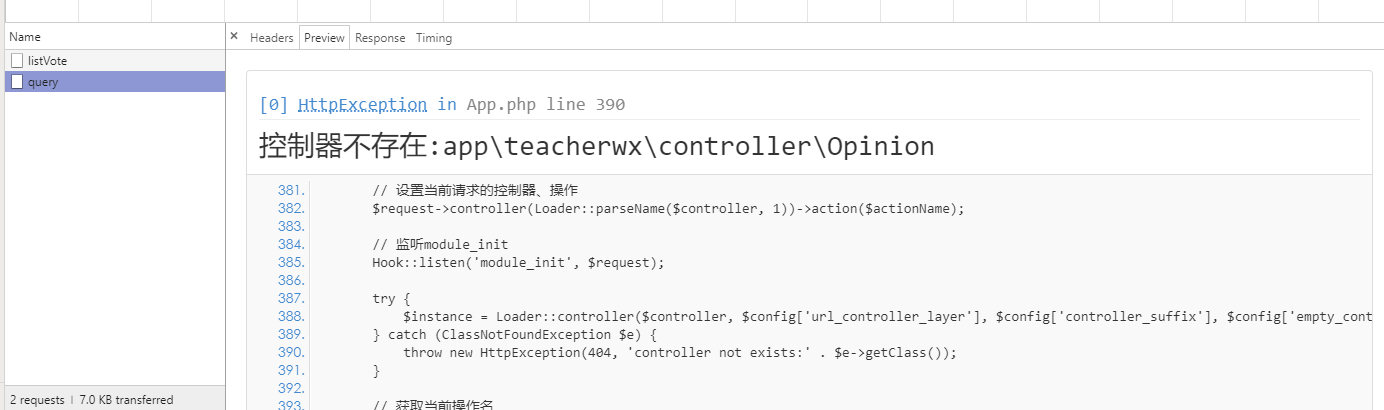 Name
× Headers Preview Response Timing
listVote
query
[0] HttpException in App.php line 390
控制器不存在:app\teacherwx\controller\Opinion
381. // 设置当前请求的控制器、操作
382. $request->controller(Loader::parseName($controller, 1))->action($actionName);
383.
384. // 监听module_init
385. Hook::listen('module_init', $request);
386.
387. try {
388. $instance = Loader::controller($controller, $config['url_controller_layer'], $config['controller_suffix'], $config['empty_cont
389. } catch (ClassNotFoundException $e) {
390. throw new HttpException(404, 'controller not exists:' . $e->getClass());
391. }
392.
393. // 获取当前操作名
2 requests | 7.0 KB transferred